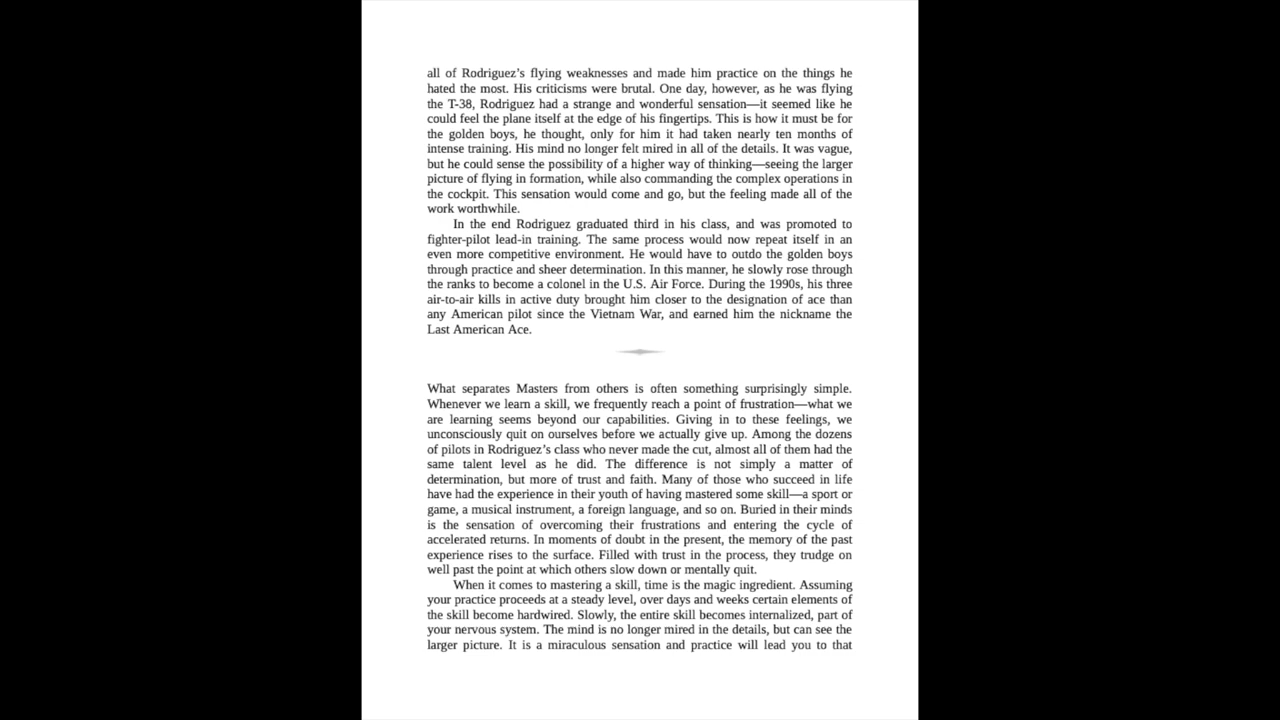 all of Rodriguez’s flying weaknesses and made him practice on the things he
hated the most. His criticisms were brutal. One day, however, as he was flying
the T-38, Rodriguez had a strange and wonderful sensation—it seemed like he
could feel the plane itself at the edge of his fingertips. This is how it must be for
the golden boys, he thought, only for him it had taken nearly ten months of
intense training. His mind no longer felt mired in all of the details. It was vague,
but he could sense the possibility of a higher way of thinking—seeing the larger
picture of flying in formation, while also commanding the complex operations in
the cockpit. This sensation would come and go, but the feeling made all of the
work worthwhile.
In the end Rodriguez graduated third in his class, and was promoted to
fighter-pilot lead-in training. The same process would now repeat itself in an
even more competitive environment. He would have to outdo the golden boys
through practice and sheer determination. In this manner, he slowly rose through
the ranks to become a colonel in the U.S. Air Force. During the 1990s, his three
air-to-air kills in active duty brought him closer to the designation of ace than
any American pilot since the Vietnam War, and earned him the nickname the
Last American Ace.
What separates Masters from others is often something surprisingly simple.
Whenever we learn a skill, we frequently reach a point of frustration—what we
are learning seems beyond our capabilities. Giving in to these feelings, we
unconsciously quit on ourselves before we actually give up. Among the dozens
of pilots in Rodriguez’s class who never made the cut, almost all of them had the
same talent level as he did. The difference is not simply a matter of
determination, but more of trust and faith. Many of those who succeed in life
have had the experience in their youth of having mastered some skill—a sport or
game, a musical instrument, a foreign language, and so on. Buried in their minds
is the sensation of overcoming their frustrations and entering the cycle of
accelerated returns. In moments of doubt in the present, the memory of the past
experience rises to the surface. Filled with trust in the process, they trudge on
well past the point at which others slow down or mentally quit.
When it comes to mastering a skill, time is the magic ingredient. Assuming
your practice proceeds at a steady level, over days and weeks certain elements of
the skill become hardwired. Slowly, the entire skill becomes internalized, part of
your nervous system. The mind is no longer mired in the details, but can see the
larger picture. It is a miraculous sensation and practice will lead you to that